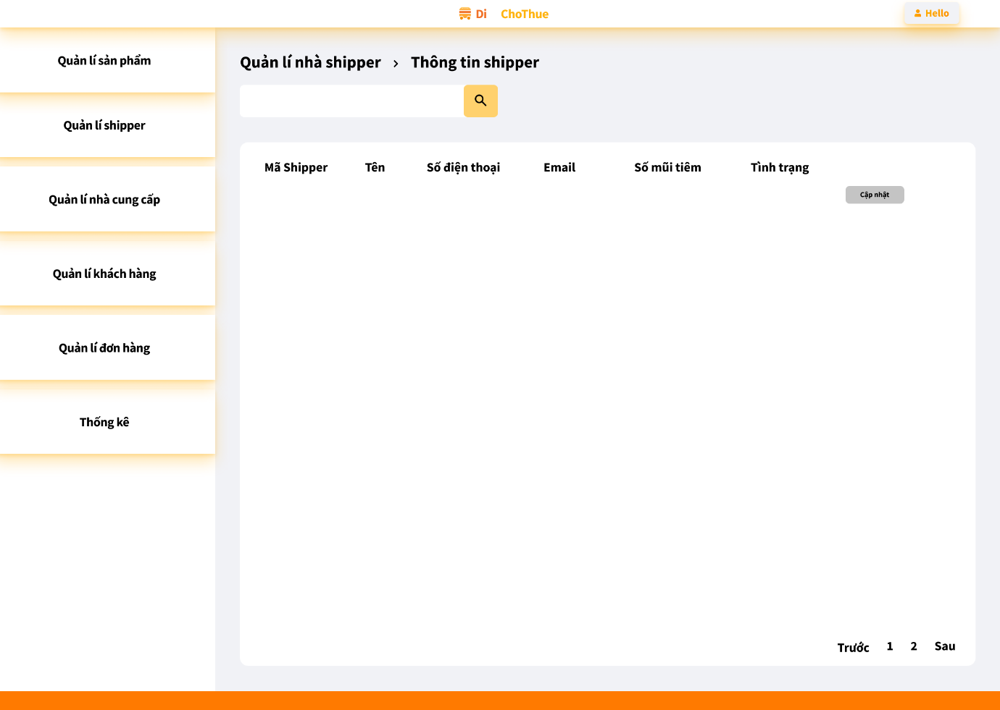 Di ChoThue
Hello
Quản lí sản phẩm
Quản lí shipper
Quản lí nhà cung cấp
Quản lí khách hàng
Quản lí đơn hàng
Thống kê
Quản lí nhà shipper › Thông tin shipper
Mã Shipper Tên Số điện thoại Email Số mũi tiêm Tình trạng
Cập nhật
Trước 1 2 Sau